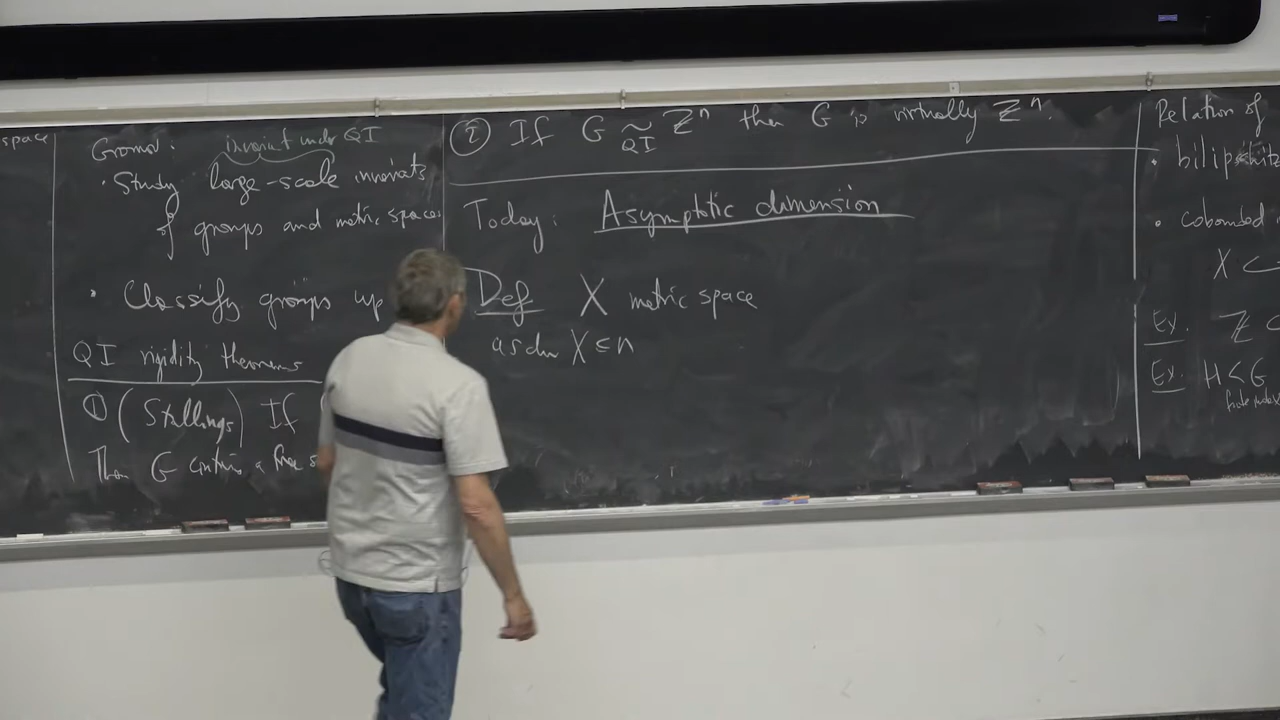 space
Gromov: invariant under QI
• Study large-scale invariants
of groups and metric spaces
• Classify groups up
QI rigidity theorems
① (Stallings) If
Then G contains a free s
② If G ~ Z^n then G is virtually Z^n.
QI
Today: Asymptotic dimension
Def X metric space
asdim X ≤ n
Relation of
• bilipschitz
• cobounded
X ↪
Ex. Z
Ex. H < G
finite index